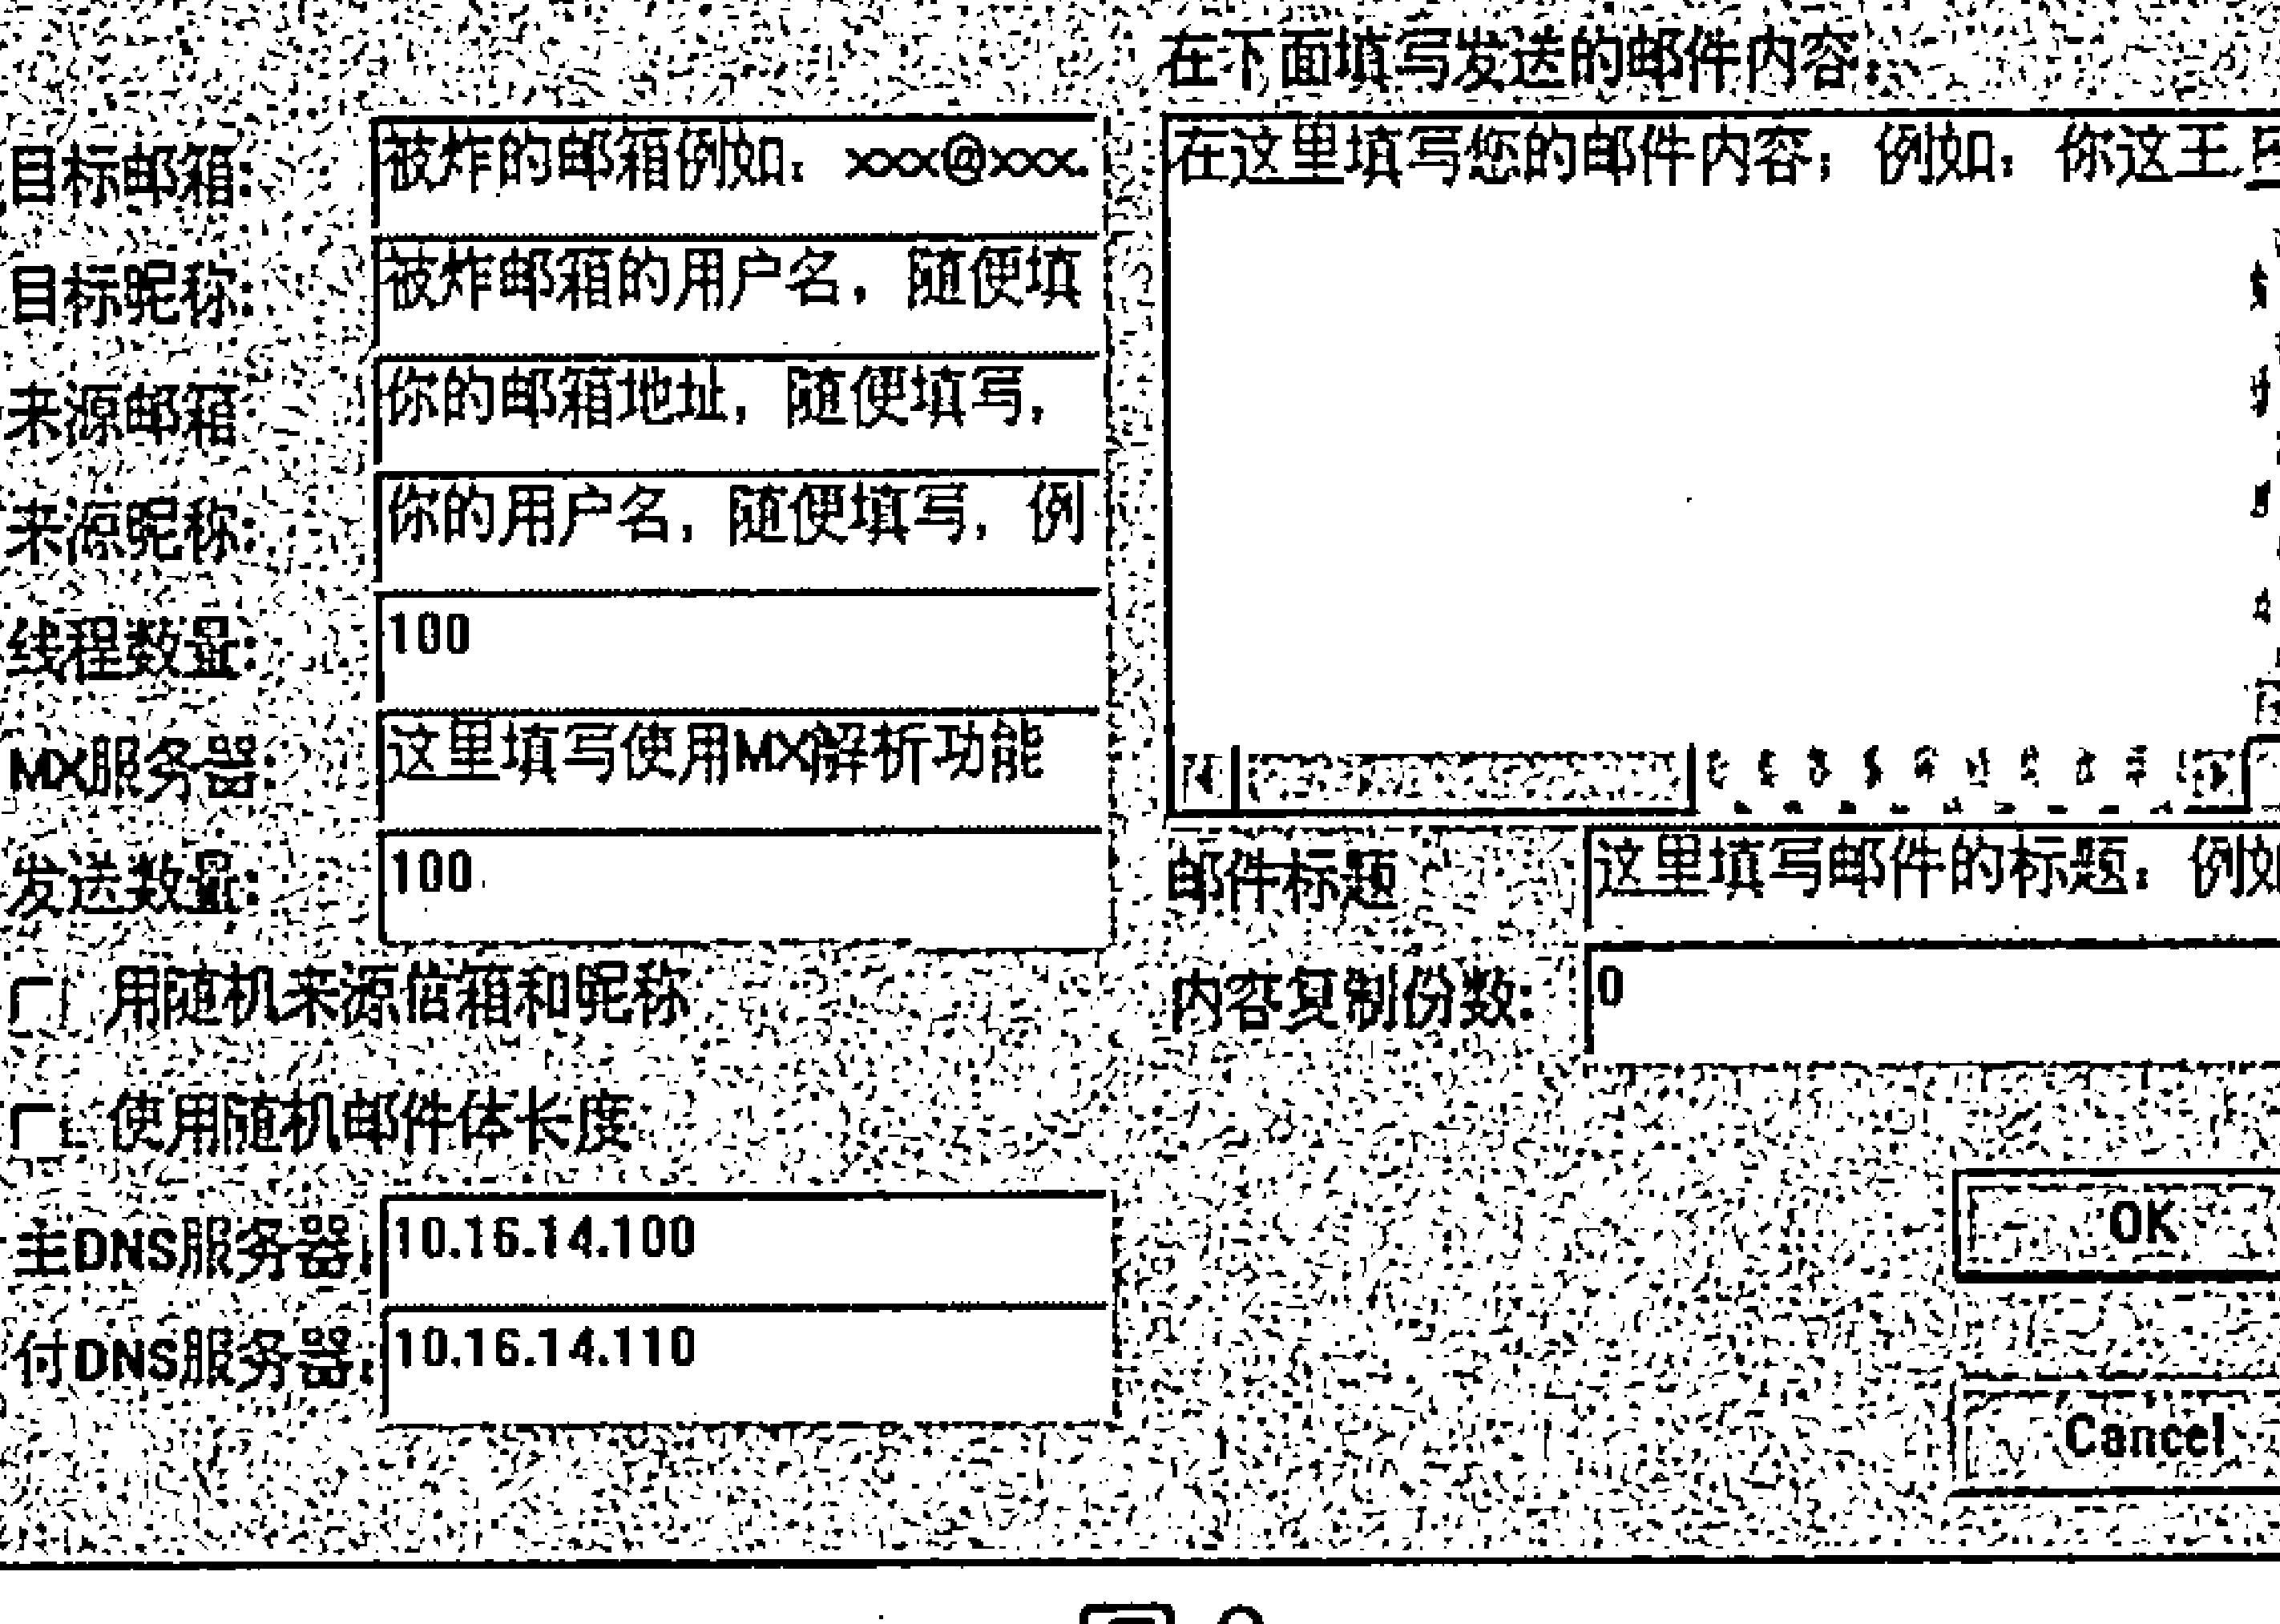 在下面填写发送的邮件内容:
目标邮箱: 被炸的邮箱例如: xxx@xxx.
在这里填写您的邮件内容; 例如: 你这王
目标昵称: 被炸邮箱的用户名, 随便填
来源邮箱 你的邮箱地址, 随便填写,
来源昵称: 你的用户名, 随便填写, 例
线程数量: 100
MX服务器: 这里填写使用MX解析功能
发送数量: 100
邮件标题 这里填写邮件的标题: 例如
内容复制份数: 0
用随机来源信箱和昵称
使用随机邮件体长度
主DNS服务器: 10.16.14.100
付DNS服务器: 10.16.14.110
OK
Cancel